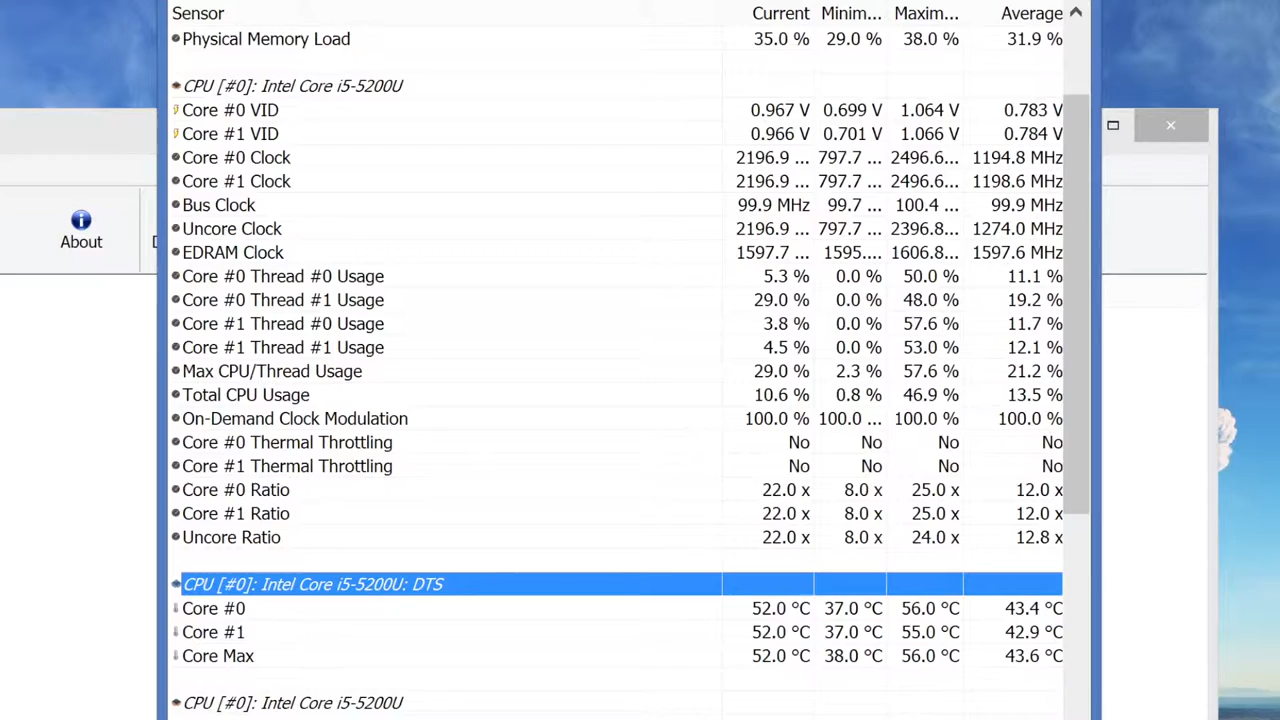 Sensor Current Minim... Maxim... Average
Physical Memory Load 35.0 % 29.0 % 38.0 % 31.9 %
CPU [#0]: Intel Core i5-5200U
Core #0 VID 0.967 V 0.699 V 1.064 V 0.783 V
Core #1 VID 0.966 V 0.701 V 1.066 V 0.784 V
Core #0 Clock 2196.9 ... 797.7 ... 2496.6... 1194.8 MHz
Core #1 Clock 2196.9 ... 797.7 ... 2496.6... 1198.6 MHz
Bus Clock 99.9 MHz 99.7 ... 100.4 ... 99.9 MHz
Uncore Clock 2196.9 ... 797.7 ... 2396.8... 1274.0 MHz
EDRAM Clock 1597.7 ... 1595.... 1606.8... 1597.6 MHz
Core #0 Thread #0 Usage 5.3 % 0.0 % 50.0 % 11.1 %
Core #0 Thread #1 Usage 29.0 % 0.0 % 48.0 % 19.2 %
Core #1 Thread #0 Usage 3.8 % 0.0 % 57.6 % 11.7 %
Core #1 Thread #1 Usage 4.5 % 0.0 % 53.0 % 12.1 %
Max CPU/Thread Usage 29.0 % 2.3 % 57.6 % 21.2 %
Total CPU Usage 10.6 % 0.8 % 46.9 % 13.5 %
On-Demand Clock Modulation 100.0 % 100.0 ... 100.0 % 100.0 %
Core #0 Thermal Throttling No No No No
Core #1 Thermal Throttling No No No No
Core #0 Ratio 22.0 x 8.0 x 25.0 x 12.0 x
Core #1 Ratio 22.0 x 8.0 x 25.0 x 12.0 x
Uncore Ratio 22.0 x 8.0 x 24.0 x 12.8 x
CPU [#0]: Intel Core i5-5200U: DTS
Core #0 52.0 °C 37.0 °C 56.0 °C 43.4 °C
Core #1 52.0 °C 37.0 °C 55.0 °C 42.9 °C
Core Max 52.0 °C 38.0 °C 56.0 °C 43.6 °C
CPU [#0]: Intel Core i5-5200U
About